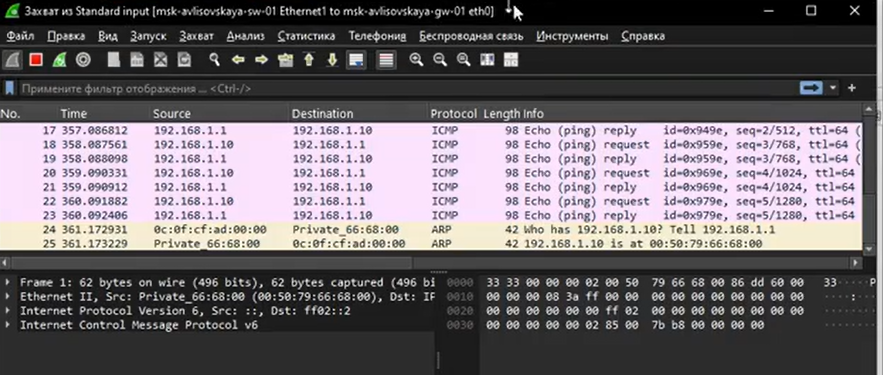 Захват из Standard input [msk-avlisovskaya-sw-01 Ethernet1 to msk-avlisovskaya-gw-01 eth0]
Файл Правка Вид Запуск Захват Анализ Статистика Телефония Беспроводная связь Инструменты Справка
Примените фильтр отображения ... <Ctrl-/>
No. Time Source Destination Protocol Length Info
17 357.086812 192.168.1.1 192.168.1.10 ICMP 98 Echo (ping) reply id=0x949e, seq=2/512, ttl=64 (
18 358.087561 192.168.1.10 192.168.1.1 ICMP 98 Echo (ping) request id=0x959e, seq=3/768, ttl=64 (
19 358.088098 192.168.1.1 192.168.1.10 ICMP 98 Echo (ping) reply id=0x959e, seq=3/768, ttl=64 (
20 359.090331 192.168.1.10 192.168.1.1 ICMP 98 Echo (ping) request id=0x969e, seq=4/1024, ttl=64
21 359.090912 192.168.1.1 192.168.1.10 ICMP 98 Echo (ping) reply id=0x969e, seq=4/1024, ttl=64
22 360.091882 192.168.1.10 192.168.1.1 ICMP 98 Echo (ping) request id=0x979e, seq=5/1280, ttl=64
23 360.092406 192.168.1.1 192.168.1.10 ICMP 98 Echo (ping) reply id=0x979e, seq=5/1280, ttl=64
24 361.172931 0c:0f:cf:ad:00:00 Private_66:68:00 ARP 42 Who has 192.168.1.10? Tell 192.168.1.1
25 361.173229 Private_66:68:00 0c:0f:cf:ad:00:00 ARP 42 192.168.1.10 is at 00:50:79:66:68:00
Frame 1: 62 bytes on wire (496 bits), 62 bytes captured (496 bi 0000 33 33 00 00 00 02 00 50 79 66 68 00 86 dd 60 00 33·····P
Ethernet II, Src: Private_66:68:00 (00:50:79:66:68:00), Dst: IP 0010 00 00 00 08 3a ff 00 00 00 00 00 00 00 00 00 00 ····:···
Internet Protocol Version 6, Src: ::, Dst: ff02::2 0020 00 00 00 00 00 00 ff 02 00 00 00 00 00 00 00 00 ········
Internet Control Message Protocol v6 0030 00 00 00 00 00 02 85 00 7b b8 00 00 00 00 ········